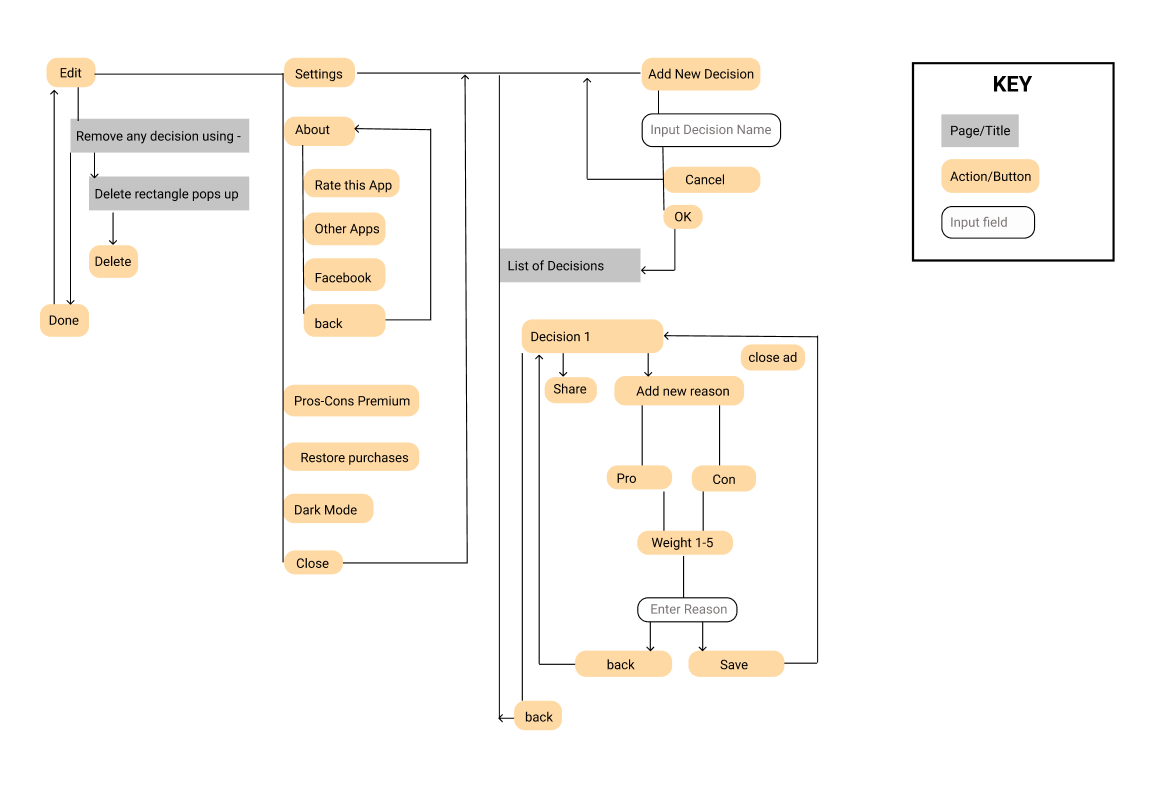 Edit
Settings
Add New Decision
KEY
Page/Title
Action/Button
Input field
Remove any decision using -
Delete rectangle pops up
Delete
Done
About
Rate this App
Other Apps
Facebook
back
Pros-Cons Premium
Restore purchases
Dark Mode
Close
Input Decision Name
Cancel
OK
List of Decisions
Decision 1
close ad
Share
Add new reason
Pro
Con
Weight 1-5
Enter Reason
back
Save
back